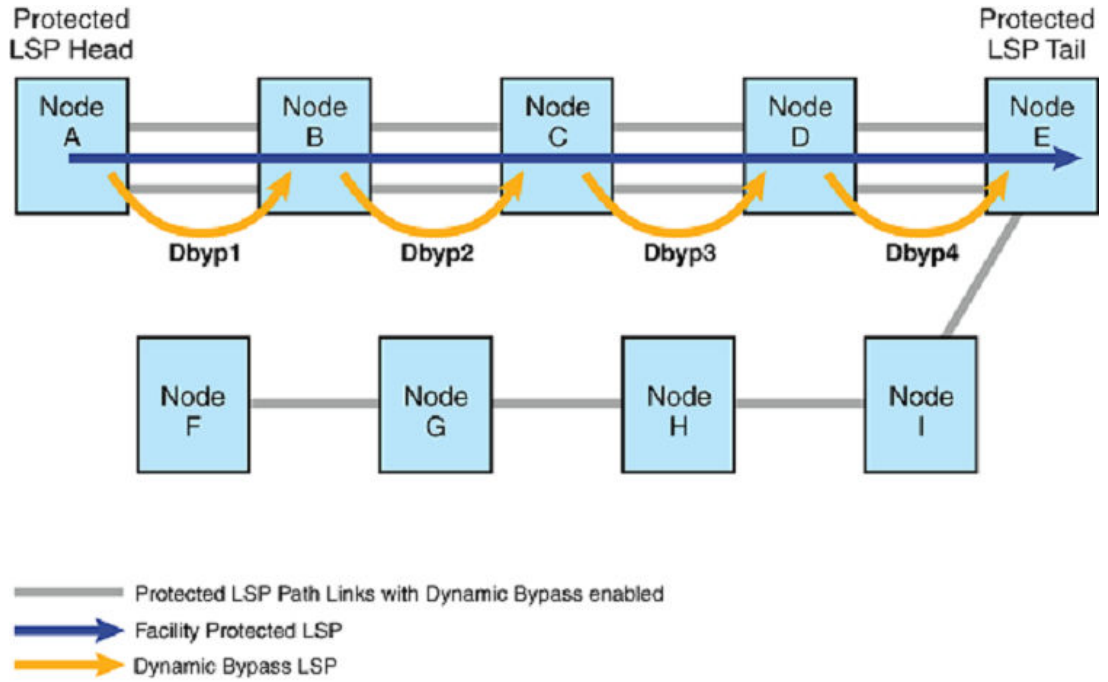 Protected
LSP Head
Protected
LSP Tail
Node
A
Node
B
Node
C
Node
D
Node
E
Dbyp1
Dbyp2
Dbyp3
Dbyp4
Node
F
Node
G
Node
H
Node
I
Protected LSP Path Links with Dynamic Bypass enabled
Facility Protected LSP
Dynamic Bypass LSP